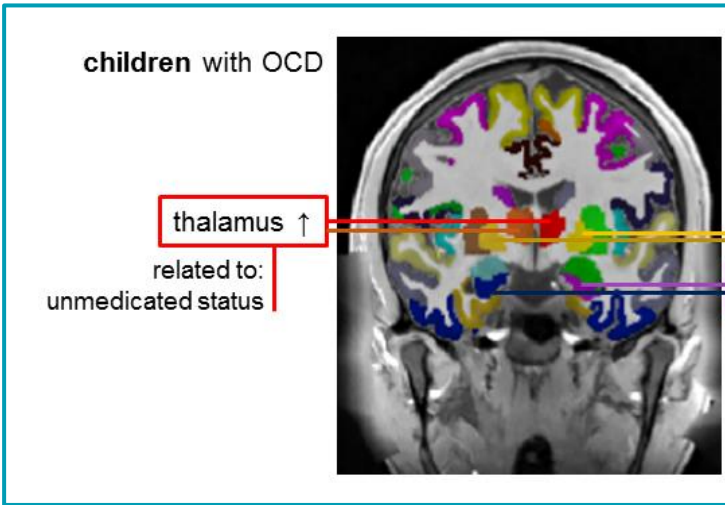 children with OCD
thalamus ↑
related to:
unmedicated status